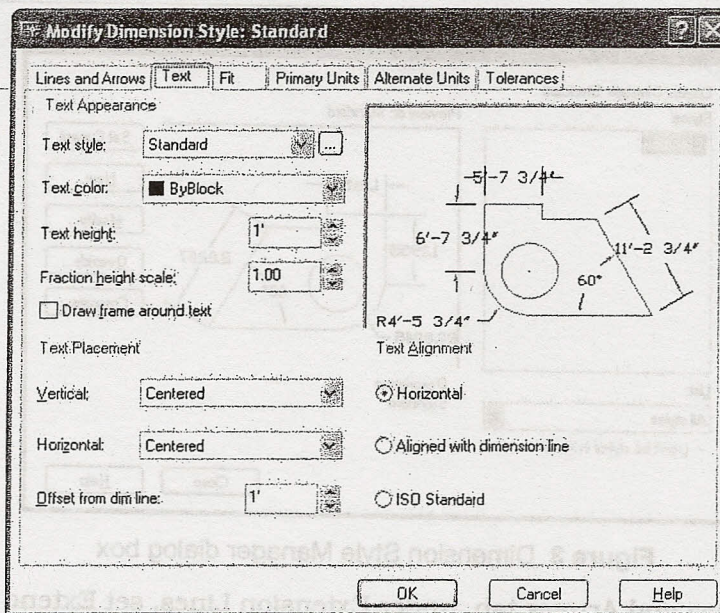 Modify Dimension Style: Standard ? X
Lines and Arrows Text Fit Primary Units Alternate Units Tolerances
Text Appearance
Text style: Standard ...
Text color: ByBlock
Text height: 1'
Fraction height scale: 1.00
Draw frame around text
5'-7 3/4"
6'-7 3/4"
11'-2 3/4"
60°
R4'-5 3/4"
Text Placement
Vertical: Centered
Horizontal: Centered
Offset from dim line: 1'
Text Alignment
Horizontal
Aligned with dimension line
ISO Standard
OK Cancel Help
Figure 3 Dimension Style Manager dialog box